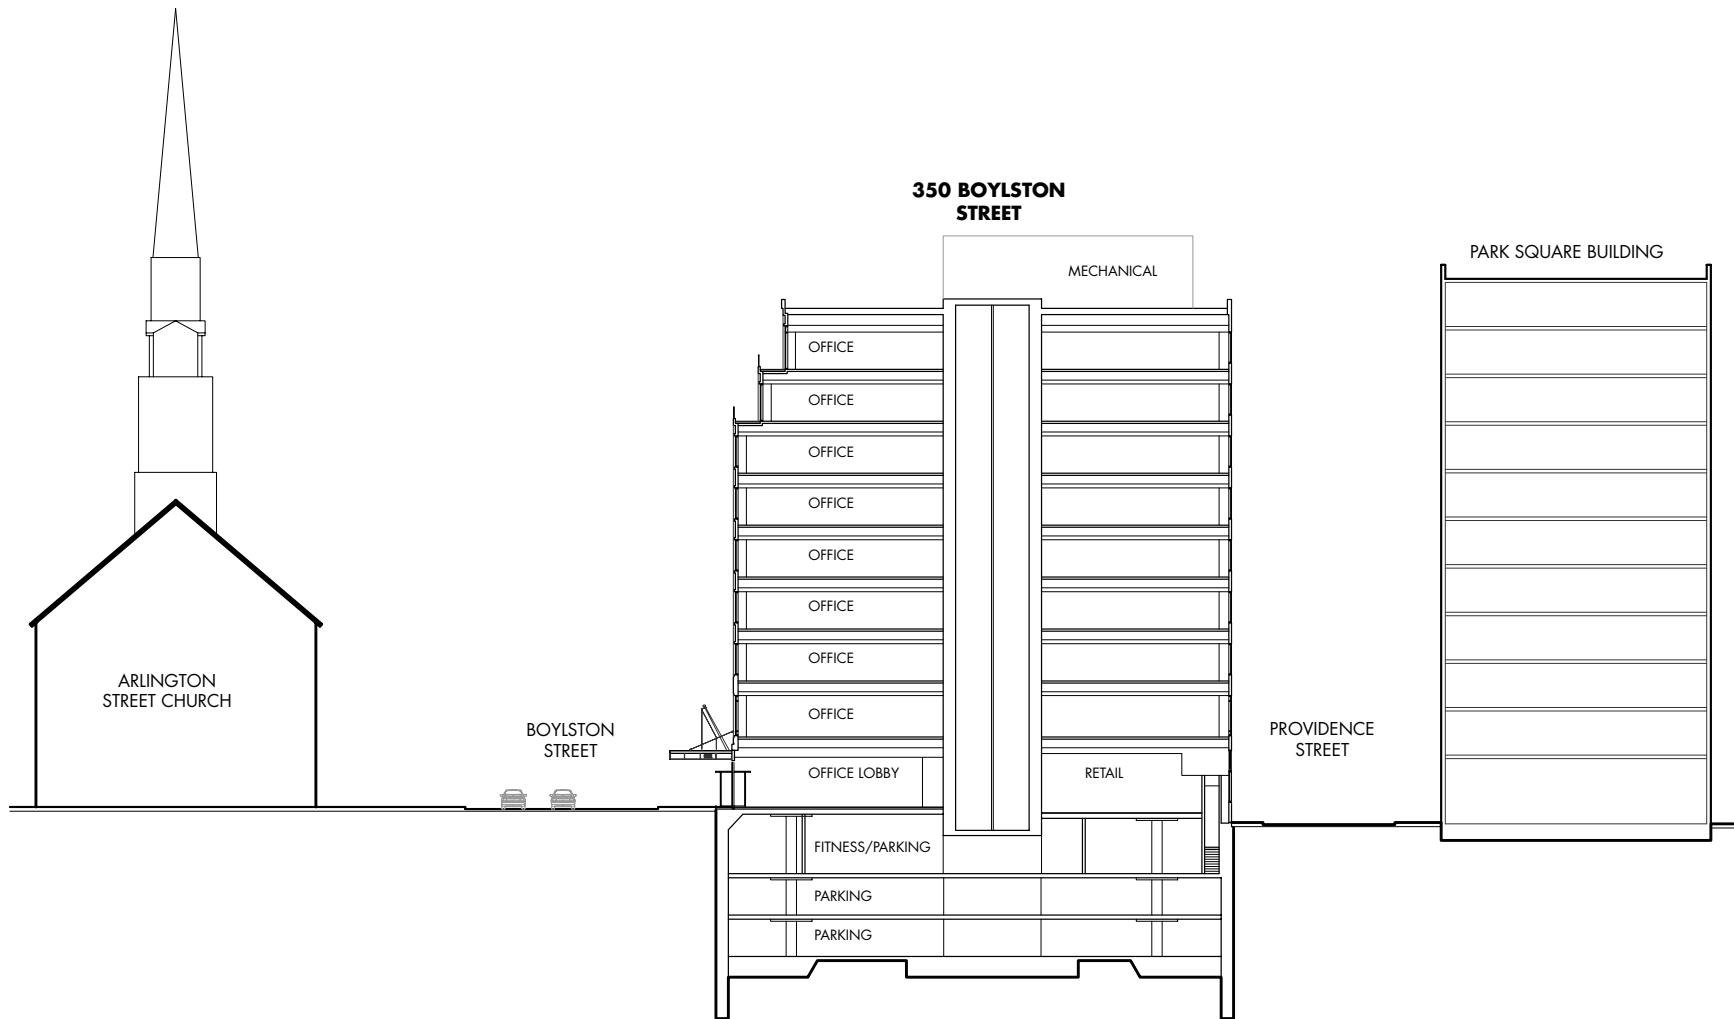 350 BOYLSTON
STREET
PARK SQUARE BUILDING
MECHANICAL
OFFICE
OFFICE
OFFICE
OFFICE
OFFICE
OFFICE
OFFICE
OFFICE
ARLINGTON
STREET CHURCH
BOYLSTON
STREET
PROVIDENCE
STREET
OFFICE LOBBY
RETAIL
FITNESS/PARKING
PARKING
PARKING